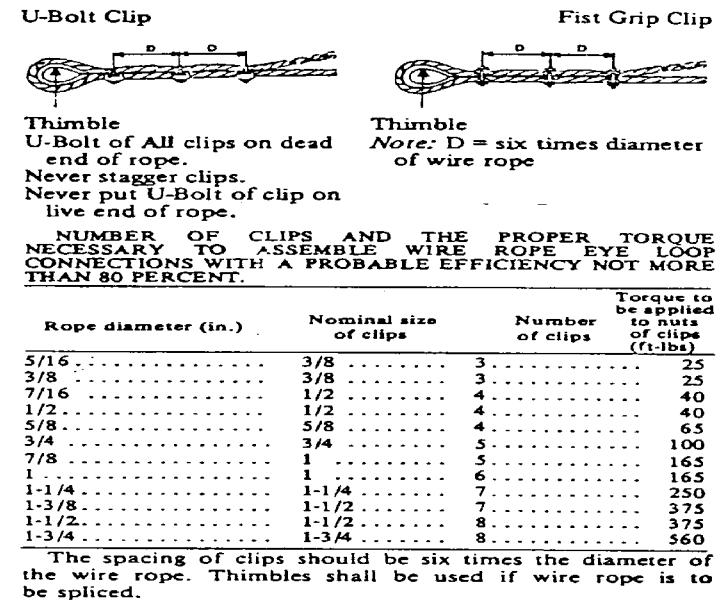 U-Bolt Clip Fist Grip Clip
D D D D
Thimble
U-Bolt of All clips on dead
end of rope.
Never stagger clips.
Never put U-Bolt of clip on
live end of rope.
Thimble
Note: D = six times diameter
of wire rope
NUMBER OF CLIPS AND THE PROPER TORQUE
NECESSARY TO ASSEMBLE WIRE ROPE EYE LOOP
CONNECTIONS WITH A PROBABLE EFFICIENCY NOT MORE
THAN 80 PERCENT.
Rope diameter (in.)
Nominal size
of clips
Number
of clips
Torque to
be applied
to nuts
of clips
(ft-lbs)
5/16 . . . . . . . . . . . . . . . . . 3/8 . . . . . . . . 3 . . . . . . . . . . . . . 25
3/8 . . . . . . . . . . . . . . . . . 3/8 . . . . . . . . 3 . . . . . . . . . . . . . 25
7/16 . . . . . . . . . . . . . . . . . 1/2 . . . . . . . . 4 . . . . . . . . . . . . . 40
1/2 . . . . . . . . . . . . . . . . . 1/2 . . . . . . . . 4 . . . . . . . . . . . . . 40
5/8 . . . . . . . . . . . . . . . . . 5/8 . . . . . . . . 4 . . . . . . . . . . . . . 65
3/4 . . . . . . . . . . . . . . . . . 3/4 . . . . . . . . 5 . . . . . . . . . . . . . 100
7/8 . . . . . . . . . . . . . . . . . 1 . . . . . . . . 5 . . . . . . . . . . . . . 165
1 . . . . . . . . . . . . . . . . . 1 . . . . . . . . 6 . . . . . . . . . . . . . 165
1-1/4 . . . . . . . . . . . . . . . . 1-1/4 . . . . . . . 7 . . . . . . . . . . . . . 250
1-3/8 . . . . . . . . . . . . . . . . 1-1/2 . . . . . . . 7 . . . . . . . . . . . . . 375
1-1/2 . . . . . . . . . . . . . . . . 1-1/2 . . . . . . . 8 . . . . . . . . . . . . . 375
1-3/4 . . . . . . . . . . . . . . . . 1-3/4 . . . . . . . 8 . . . . . . . . . . . . . 560
The spacing of clips should be six times the diameter of
the wire rope. Thimbles shall be used if wire rope is to
be spliced.